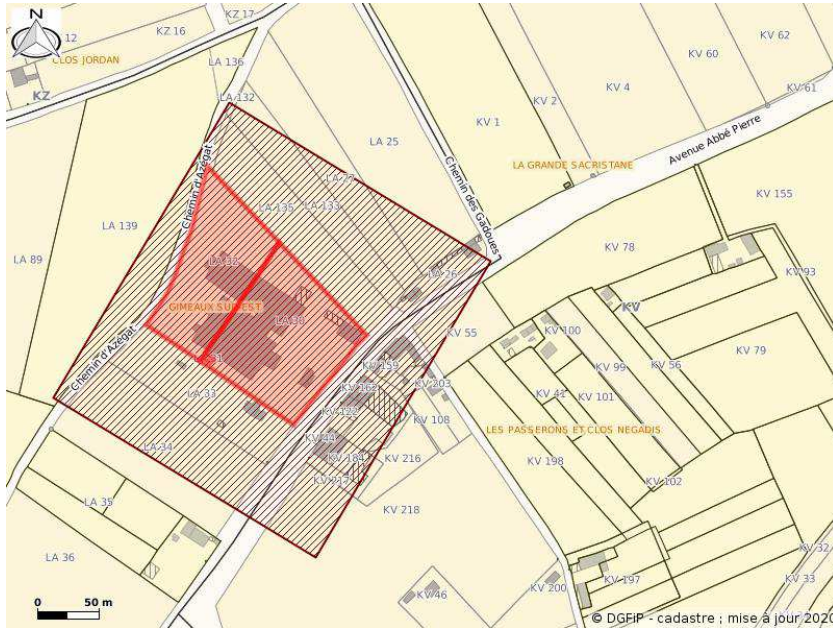 N
KZ 17
KZ 16
12
CLOS JORDAN
KZ
LA 136
LA 132
LA 25
KV 1
KV 2
KV 4
KV 60
KV 62
KV 61
Avenue Abbé Pierre
LA GRANDE SACRISTANE
Chemin d'Azégat
Chemin des Gadoues
LA 27
LA 133
LA 135
LA 139
LA 89
KV 155
KV 78
KV 93
LA 26
LA 32
GIMEAUX SUD EST
KV 55
KV
KV 100
KV 79
KV 56
KV 99
Chemin d'Azégat
KV 159
KV 203
KV 162
KV 41
KV 101
LA 33
KV 108
LES PASSERONS ET CLOS NEGADIS
KV 44
KV 184
KV 216
KV 198
KV 102
LA 35
KV 218
LA 36
KV 32
KV 33
KV 197
KV 200
KV 46
0 50 m
© DGFiP - cadastre ; mise à jour 2020